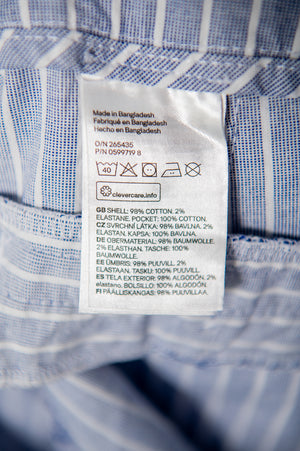 Made in Bangladesh
Fabriqué en Bangladesh
Hecho en Bangladesh
O/N 265435
P/N 0599719 8
40
clevercare.info
GB SHELL: 98% COTTON. 2%
ELASTANE. POCKET: 100% COTTON.
CZ SVRCHNÍ LÁTKA: 98% BAVLNA. 2%
ELASTAN. KAPSA: 100% BAVLNA
DE OBERMATERIAL: 98% BAUMWOLLE.
2% ELASTHAN. TASCHE: 100%
BAUMWOLLE.
EE ÜMBRIS: 98% PUUVILL. 2%
ELASTAAN. TASKU: 100% PUUVILL
ES TELA EXTERIOR: 98% ALGODÓN. 2%
elastano, BOLSILLO: 100% ALGODÓN.
FI PÄÄLLISKANGAS: 98% PUUVILLAA.